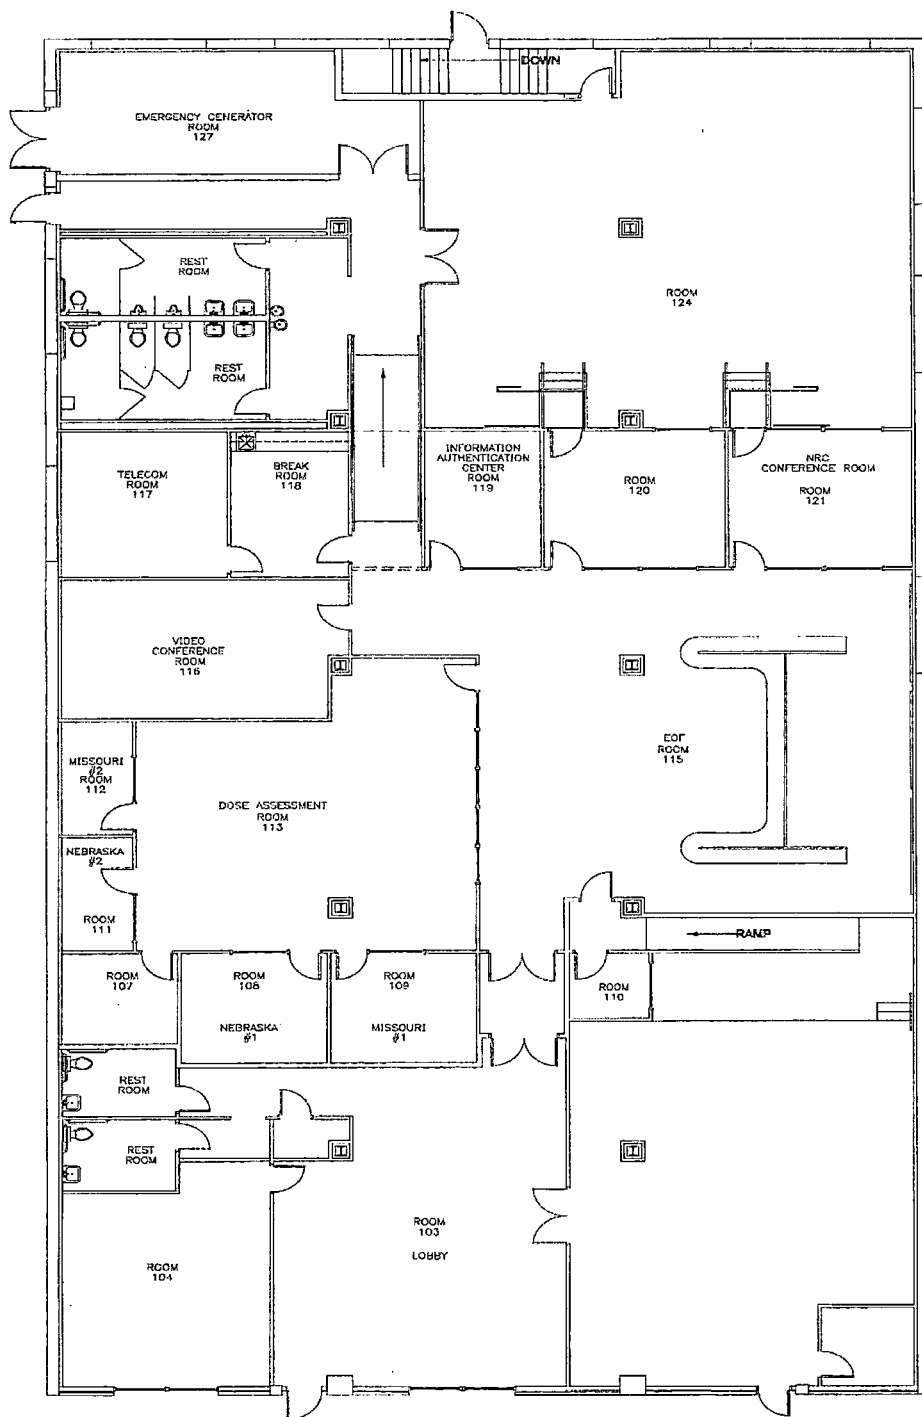 DOWN
EMERGENCY GENERATOR
ROOM
127
REST
ROOM
ROOM
124
REST
ROOM
INFORMATION
AUTHENTICATION
CENTER
ROOM
119
NRC
CONFERENCE ROOM
ROOM
121
TELECOM
ROOM
117
BREAK
ROOM
118
ROOM
120
VIDEO
CONFERENCE
ROOM
116
EOF
ROOM
115
MISSOURI
#2
ROOM
112
DOSE ASSESSMENT
ROOM
113
NEBRASKA
#2
ROOM
111
RAMP
ROOM
107
ROOM
108
NEBRASKA
#1
ROOM
109
MISSOURI
#1
ROOM
110
REST
ROOM
REST
ROOM
ROOM
103
LOBBY
ROOM
104